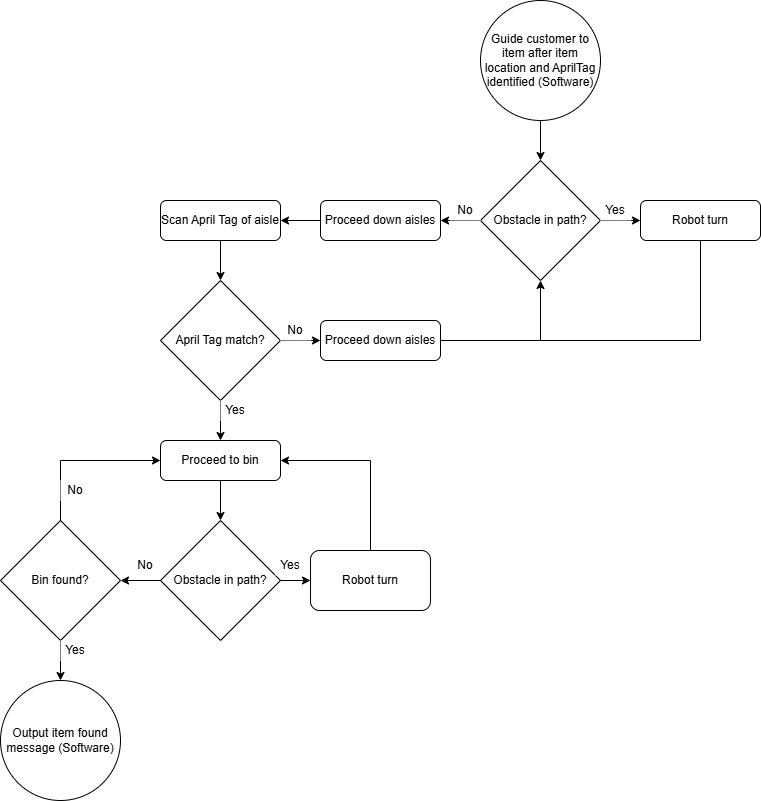 Guide customer to
item after item
location and AprilTag
identified (Software)
Scan April Tag of aisle
Proceed down aisles
No
Obstacle in path?
Yes
Robot turn
April Tag match?
No
Proceed down aisles
Yes
Proceed to bin
No
Bin found?
No
Obstacle in path?
Yes
Robot turn
Yes
Output item found
message (Software)